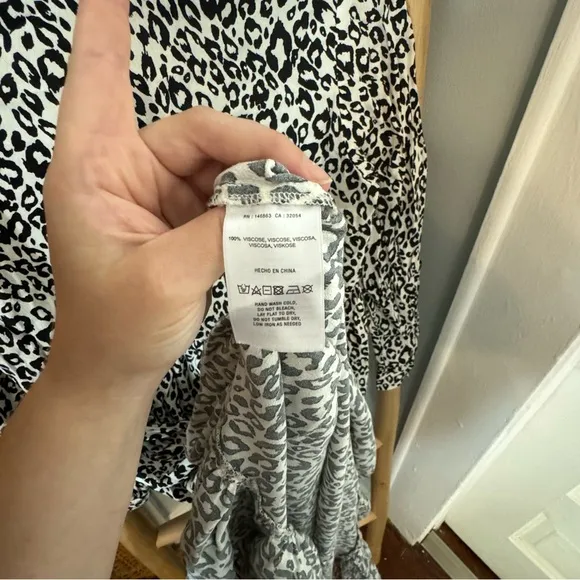 RN : 146863 CA : 32054
100% VISCOSE, VISCOSE, VISCOSA,
VISCOSA, VISKOSE
HECHO EN CHINA
HAND WASH COLD,
DO NOT BLEACH,
LAY FLAT TO DRY,
DO NOT TUMBLE DRY,
LOW IRON AS NEEDED